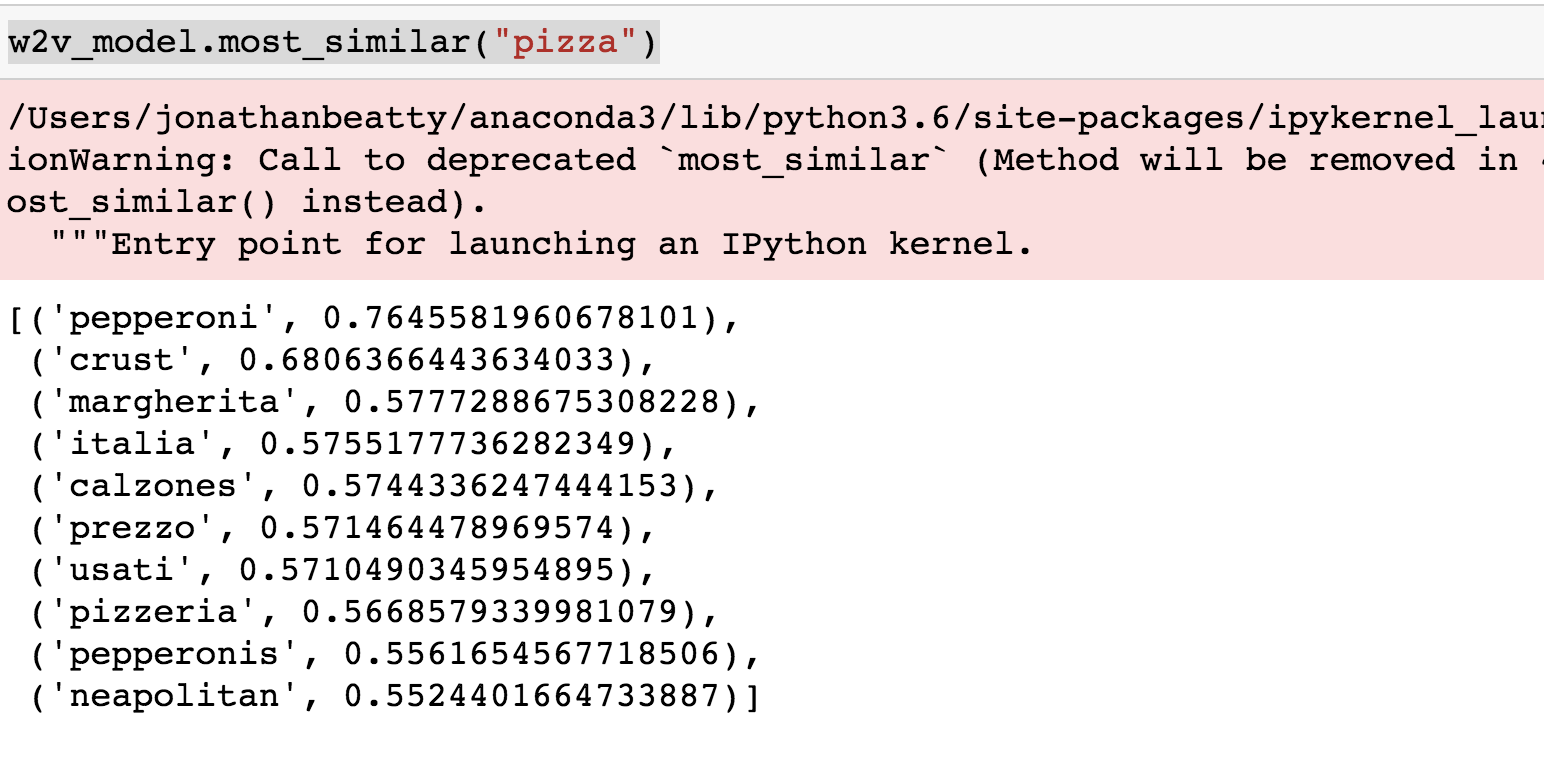 w2v_model.most_similar("pizza")
/Users/jonathanbeatty/anaconda3/lib/python3.6/site-packages/ipykernel_lau
ionWarning: Call to deprecated `most_similar` (Method will be removed in
ost_similar() instead).
"""Entry point for launching an IPython kernel.
[('pepperoni', 0.7645581960678101),
('crust', 0.6806366443634033),
('margherita', 0.5777288675308228),
('italia', 0.5755177736282349),
('calzones', 0.5744336247444153),
('prezzo', 0.571464478969574),
('usati', 0.5710490345954895),
('pizzeria', 0.5668579339981079),
('pepperonis', 0.5561654567718506),
('neapolitan', 0.5524401664733887)]